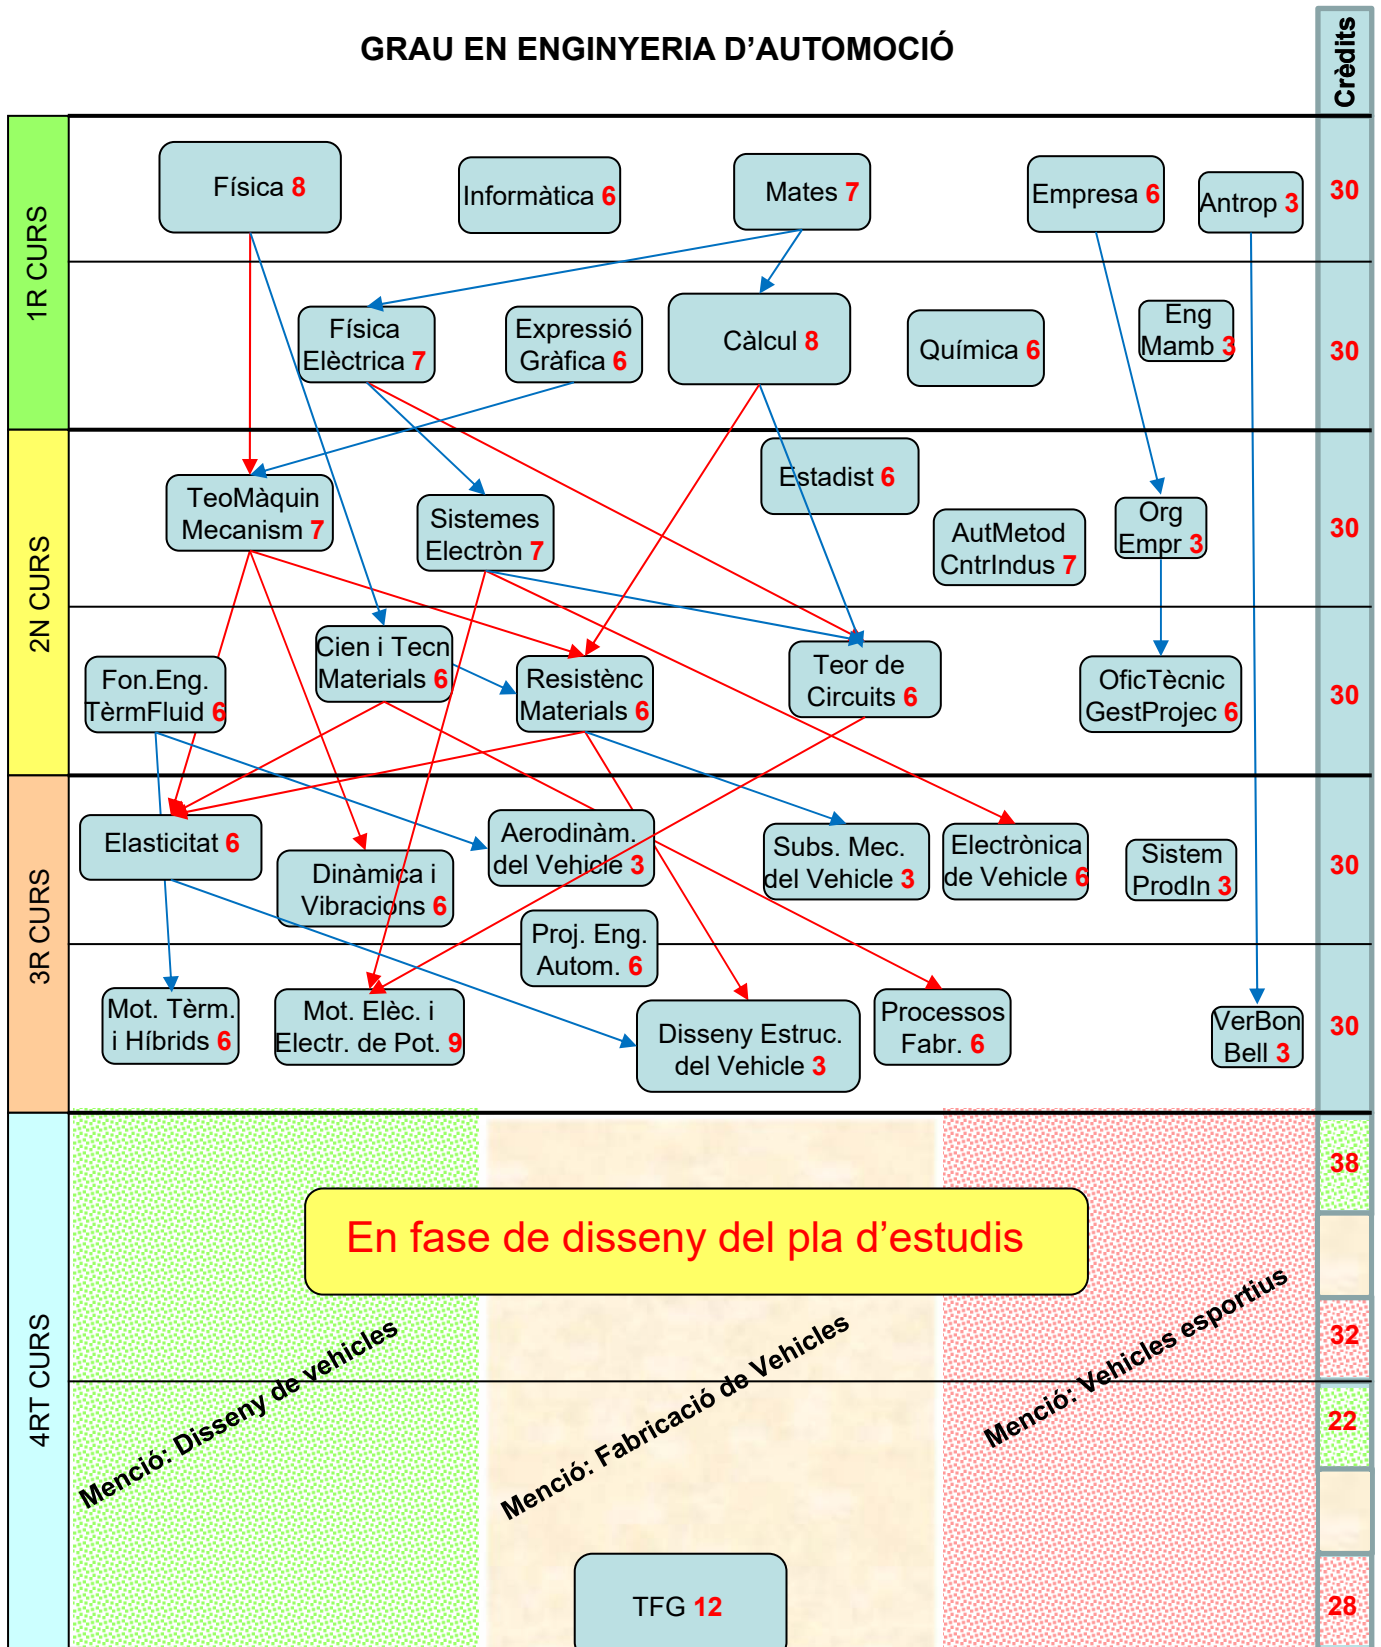 GRAU EN ENGINYERIA D'AUTOMOCIÓ
Crèdits
1R CURS
Física 8
Informàtica 6
Mates 7
Empresa 6
Antrop 3
30
Física
Elèctrica 7
Expressió
Gràfica 6
Càlcul 8
Química 6
Eng
Mamb 3
30
2N CURS
TeoMàquin
Mecanism 7
Sistemes
Electròn 7
Estadist 6
AutMetod
CntrIndus 7
Org
Empr 3
30
Fon.Eng.
TèrmFluid 6
Cien i Tecn
Materials 6
Resistènc
Materials 6
Teor de
Circuits 6
OficTècnic
GestProjec 6
30
3R CURS
Elasticitat 6
Dinàmica i
Vibracions 6
Aerodinàm.
del Vehicle 3
Subs. Mec.
del Vehicle 3
Electrònica
de Vehicle 6
Sistem
ProdIn 3
30
Proj. Eng.
Autom. 6
Mot. Tèrm.
i Híbrids 6
Mot. Elèc. i
Electr. de Pot. 9
Disseny Estruc.
del Vehicle 3
Processos
Fabr. 6
VerBon
Bell 3
30
4RT CURS
En fase de disseny del pla d'estudis
Menció: Disseny de vehicles
Menció: Fabricació de Vehicles
Menció: Vehicles esportius
38
32
22
28
TFG 12